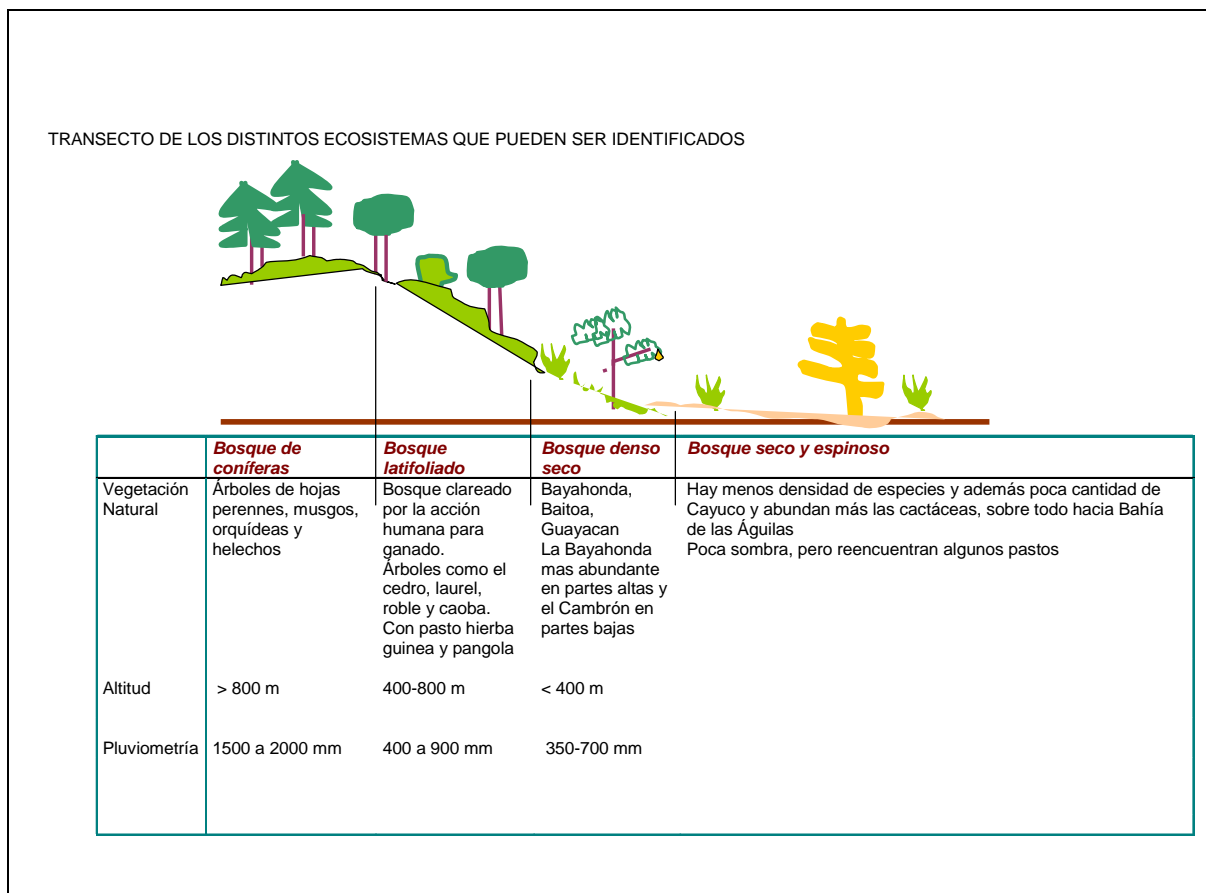 TRANSECTO DE LOS DISTINTOS ECOSISTEMAS QUE PUEDEN SER IDENTIFICADOS
Bosque de
coníferas
Bosque
latifoliado
Bosque denso
seco
Bosque seco y espinoso
Vegetación
Natural
Árboles de hojas
perennes, musgos,
orquídeas y
helechos
Bosque clareado
por la acción
humana para
ganado.
Árboles como el
cedro, laurel,
roble y caoba.
Con pasto hierba
guinea y pangola
Bayahonda,
Baitoa,
Guayacan
La Bayahonda
mas abundante
en partes altas y
el Cambrón en
partes bajas
Hay menos densidad de especies y además poca cantidad de
Cayuco y abundan más las cactáceas, sobre todo hacia Bahía
de las Águilas
Poca sombra, pero reencuentran algunos pastos
Altitud
> 800 m
400-800 m
< 400 m
Pluviometría
1500 a 2000 mm
400 a 900 mm
350-700 mm